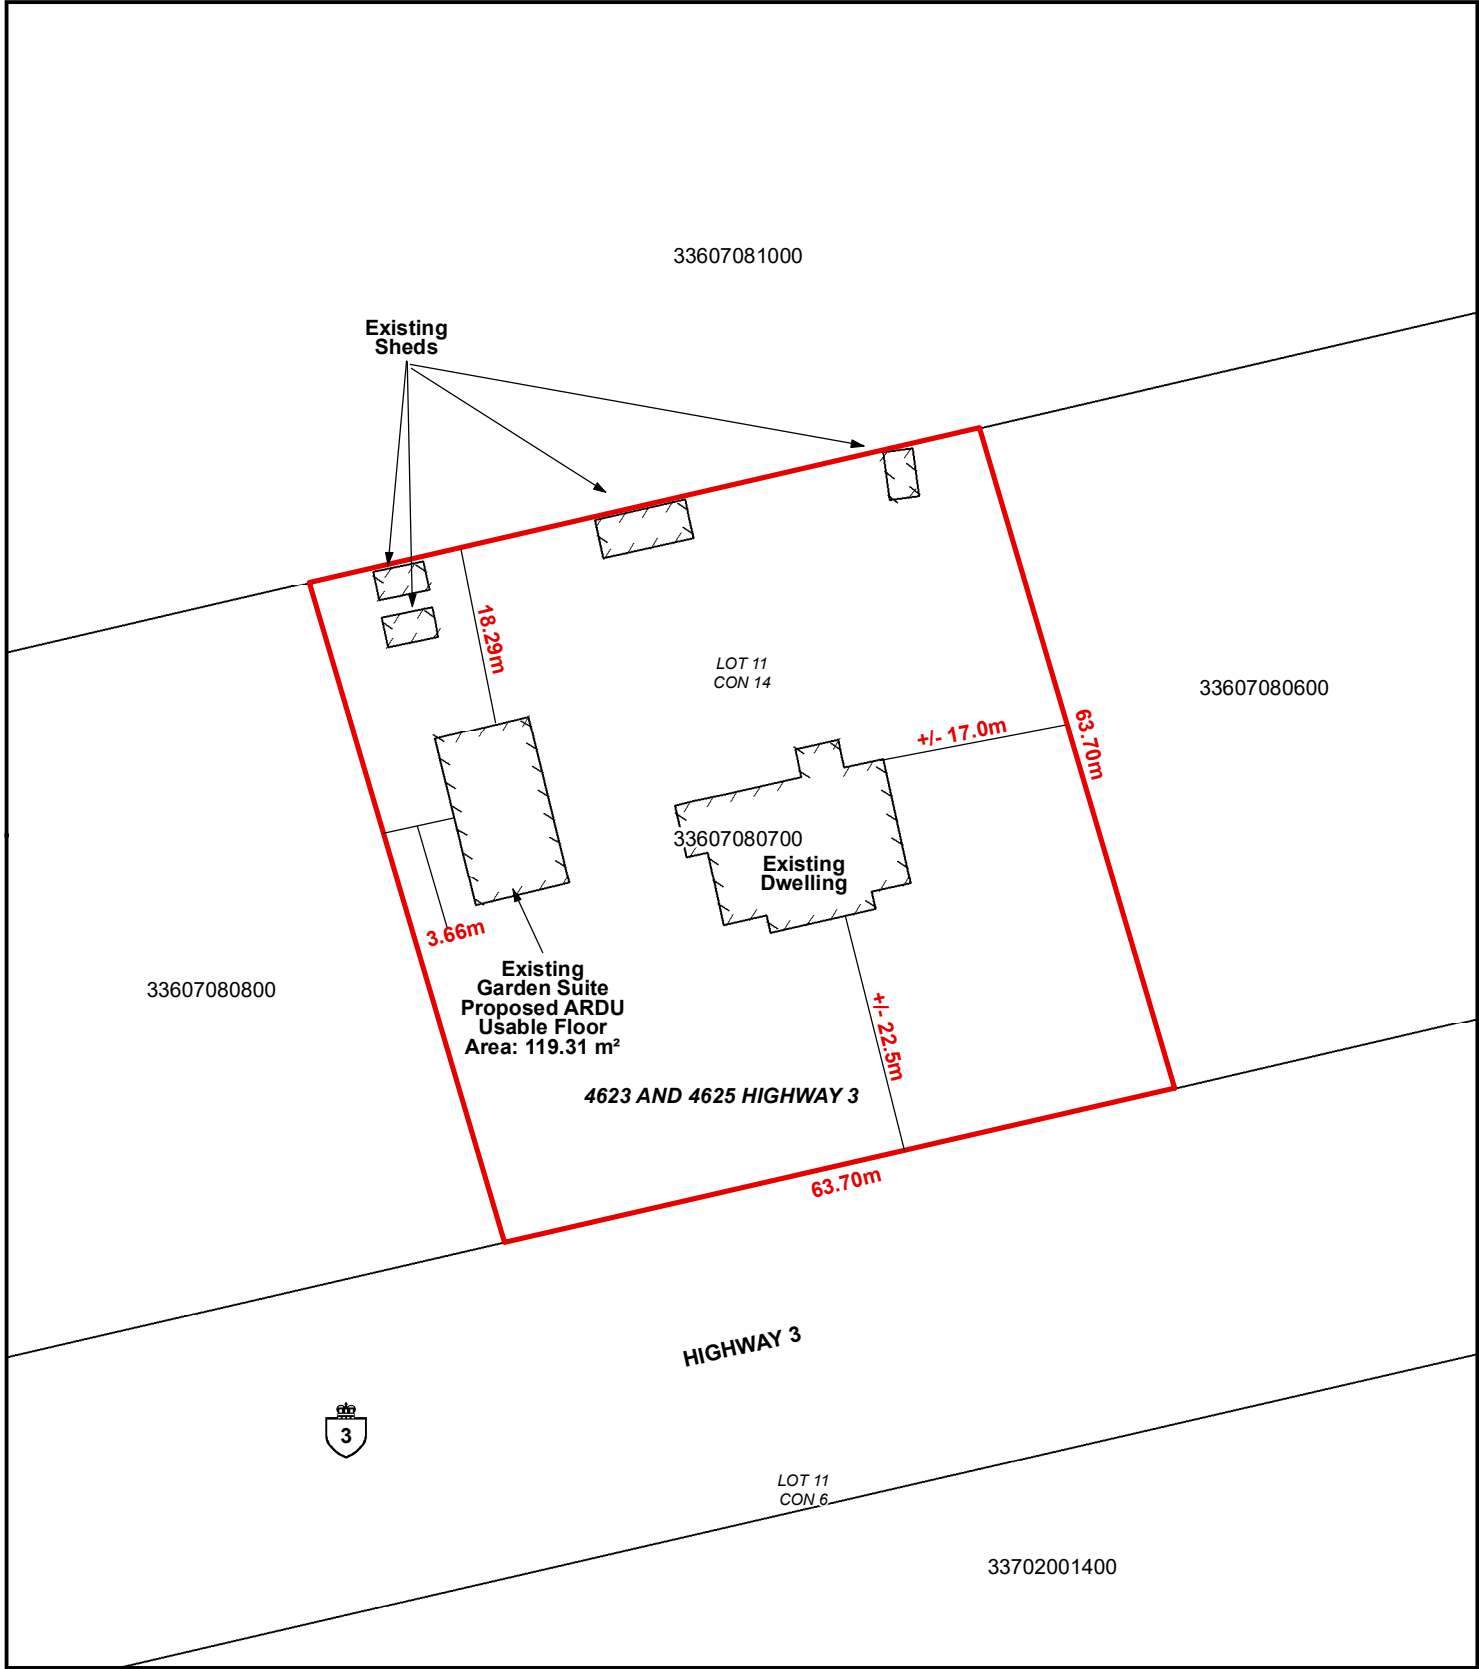 33607081000
Existing
Sheds
18.29m
LOT 11
CON 14
33607080600
+/- 17.0m
63.70m
33607080700
Existing
Dwelling
3.66m
Existing
Garden Suite
Proposed ARDU
Usable Floor
Area: 119.31 m²
33607080800
+/- 22.5m
4623 AND 4625 HIGHWAY 3
63.70m
HIGHWAY 3
3
LOT 11
CON 6
33702001400